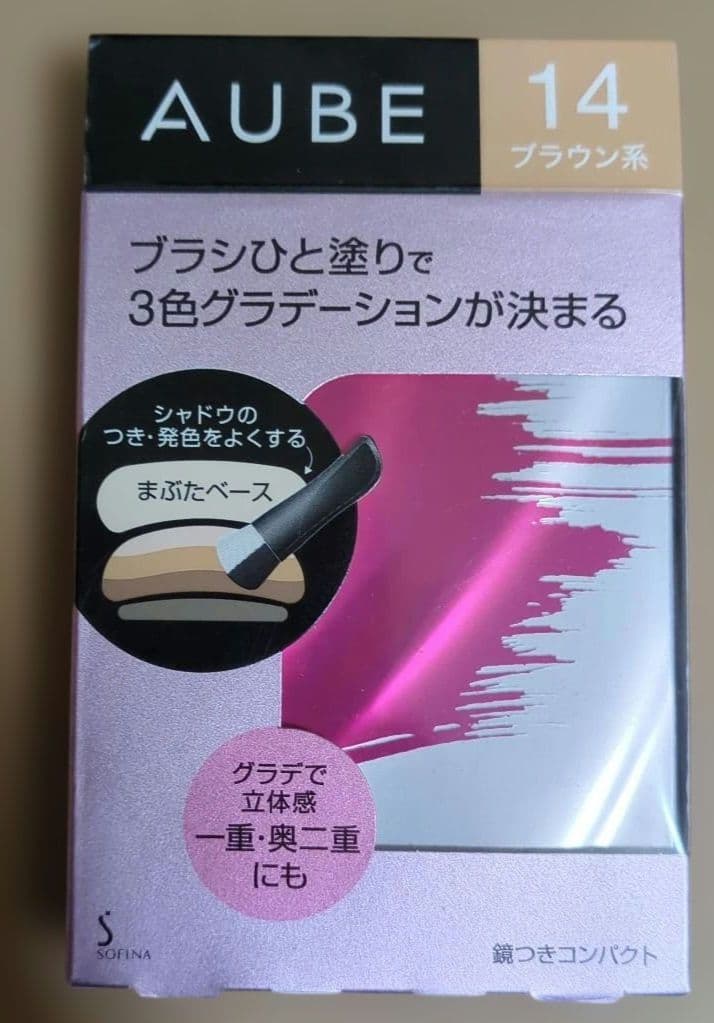 AUBE
14
ブラウン系
ブラシひと塗りで
3色グラデーションが決まる
シャドウの
つき・発色をよくする
まぶたベース
グラデで
立体感
一重・奥二重
にも
SOFINA
鏡つきコンパクト